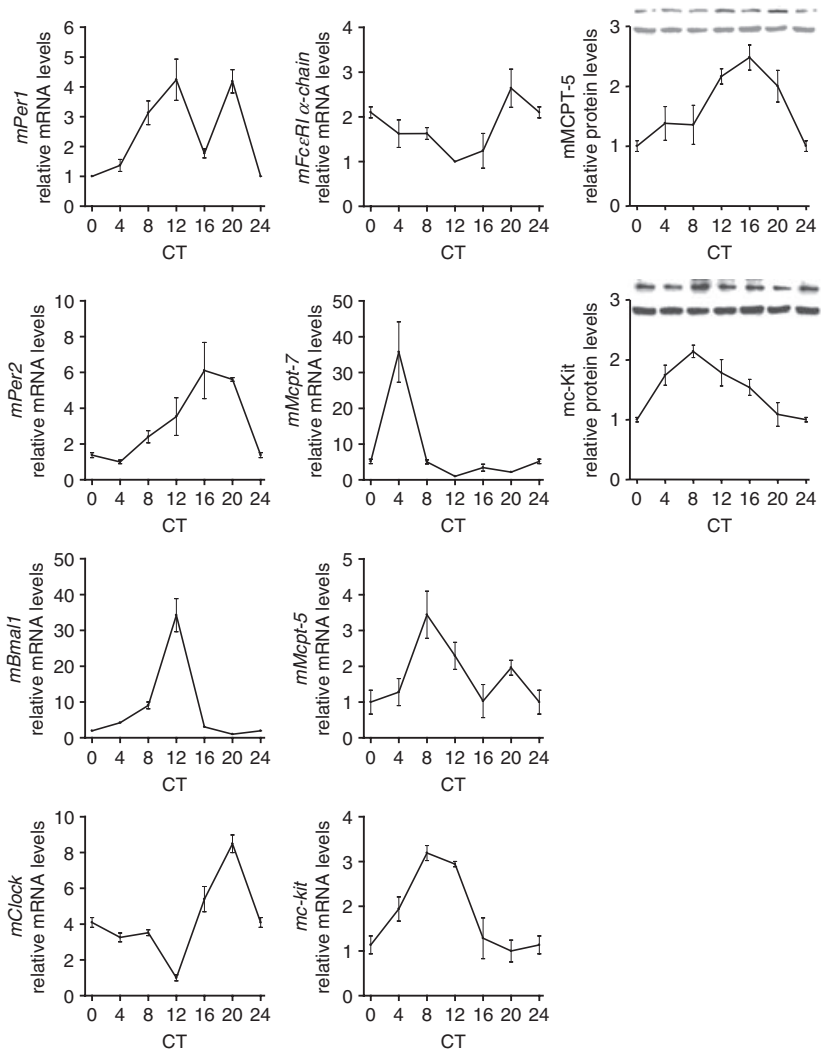 mPer1
relative mRNA levels
6
5
4
3
2
1
0
0 4 8 12 16 20 24
CT
mFcεRI α-chain
relative mRNA levels
4
3
2
1
0
0 4 8 12 16 20 24
CT
mMCPT-5
relative protein levels
3
2
1
0
0 4 8 12 16 20 24
CT
mPer2
relative mRNA levels
10
8
6
4
2
0
0 4 8 12 16 20 24
CT
mMcpt-7
relative mRNA levels
50
40
30
20
10
0
0 4 8 12 16 20 24
CT
mc-Kit
relative protein levels
3
2
1
0
0 4 8 12 16 20 24
CT
mBmal1
relative mRNA levels
50
40
30
20
10
0
0 4 8 12 16 20 24
CT
mMcpt-5
relative mRNA levels
5
4
3
2
1
0
0 4 8 12 16 20 24
CT
mClock
relative mRNA levels
10
8
6
4
2
0
0 4 8 12 16 20 24
CT
mc-kit
relative mRNA levels
4
3
2
1
0
0 4 8 12 16 20 24
CT